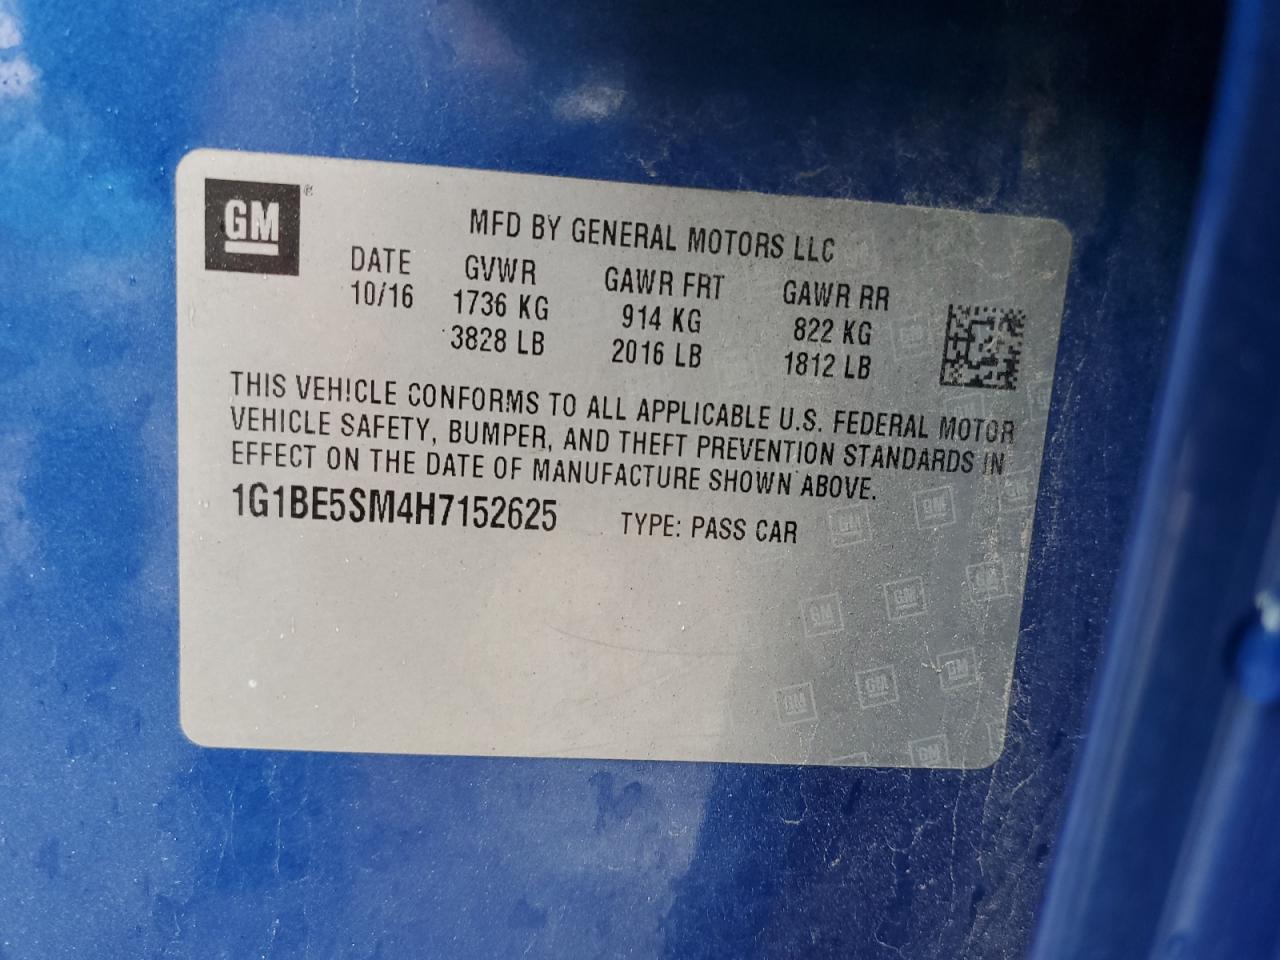 GM®
MFD BY GENERAL MOTORS LLC
DATE GVWR GAWR FRT GAWR RR
10/16 1736 KG 914 KG 822 KG
3828 LB 2016 LB 1812 LB
THIS VEHICLE CONFORMS TO ALL APPLICABLE U.S. FEDERAL MOTOR
VEHICLE SAFETY, BUMPER, AND THEFT PREVENTION STANDARDS IN
EFFECT ON THE DATE OF MANUFACTURE SHOWN ABOVE.
1G1BE5SM4H7152625 TYPE: PASS CAR